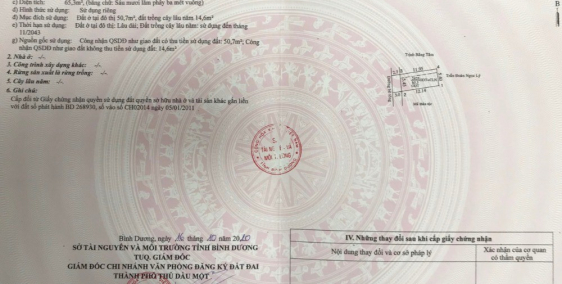 c) Diện tích: 65,3m², (bằng chữ: Sáu mươi lăm phẩy ba mét vuông)
d) Hình thức sử dụng: Sử dụng riêng
đ) Mục đích sử dụng: Đất ở tại đô thị 50,7m², đất trồng cây lâu năm 14,6m²
e) Thời hạn sử dụng: Đất ở tại đô thị: Lâu dài; Đất trồng cây lâu năm: sử dụng đến tháng
11/2043
g) Nguồn gốc sử dụng: Công nhận QSDĐ như giao đất có thu tiền sử dụng đất: 50,7m²; Công
nhận QSDĐ như giao đất không thu tiền sử dụng đất: 14,6m²
2. Nhà ở: -/-
3. Công trình xây dựng khác: -/-
4. Rừng sản xuất là rừng trồng: -/-
5. Cây lâu năm: -/-
6. Ghi chú:
Cấp đổi từ Giấy chứng nhận quyền sử dụng đất quyền sở hữu nhà ở và tài sản khác gắn liền
với đất số phát hành BD 268950, số vào sổ CH02014 ngày 05/01/2011
B
Bình Dương, ngày tháng năm 20
SỞ TÀI NGUYÊN VÀ MÔI TRƯỜNG TỈNH BÌNH DƯƠNG
TUQ. GIÁM ĐỐC
GIÁM ĐỐC CHI NHÁNH VĂN PHÒNG ĐĂNG KÝ ĐẤT ĐAI
THÀNH PHỐ THỦ DẦU MỘT
IV. Những thay đổi sau khi cấp giấy chứng nhận
Nội dung thay đổi và cơ sở pháp lý
Xác nhận của cơ quan
có thẩm quyền